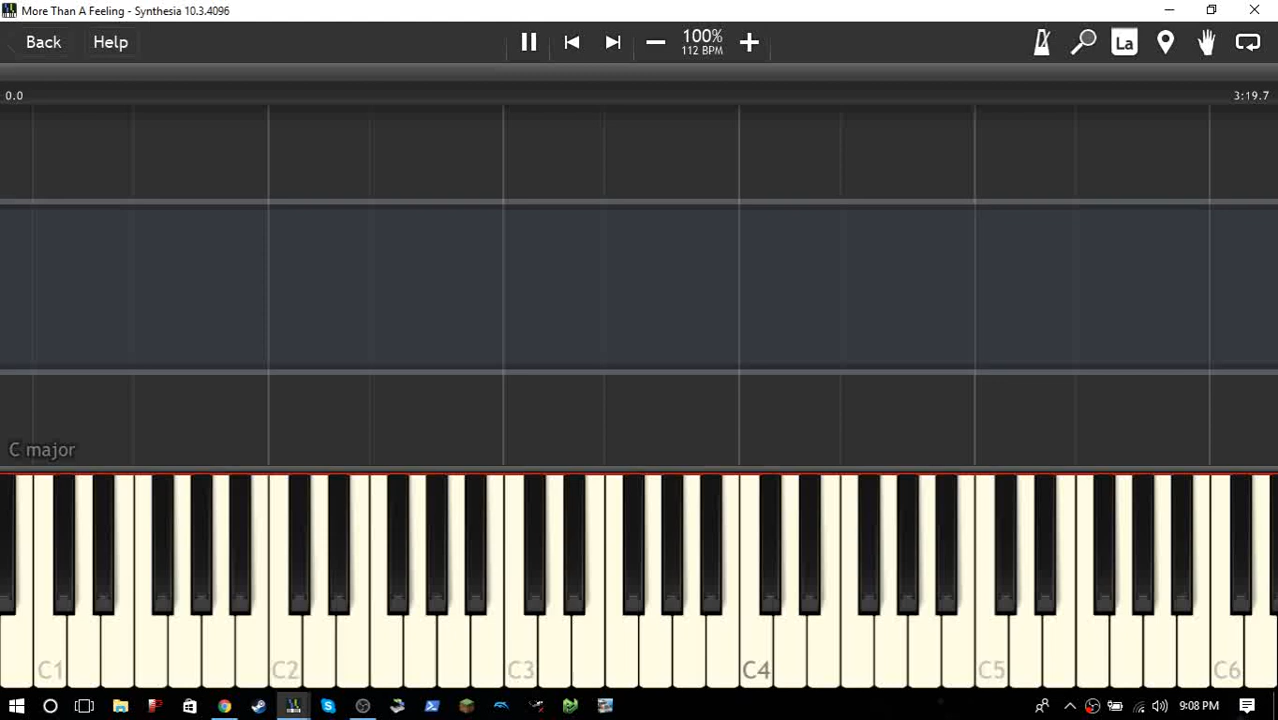 More Than A Feeling - Synthesia 10.3.4096
Back Help 100% La
112 BPM
0.0 3:19.7
C major
C1 C2 C3 C4 C5 C6
9:08 PM